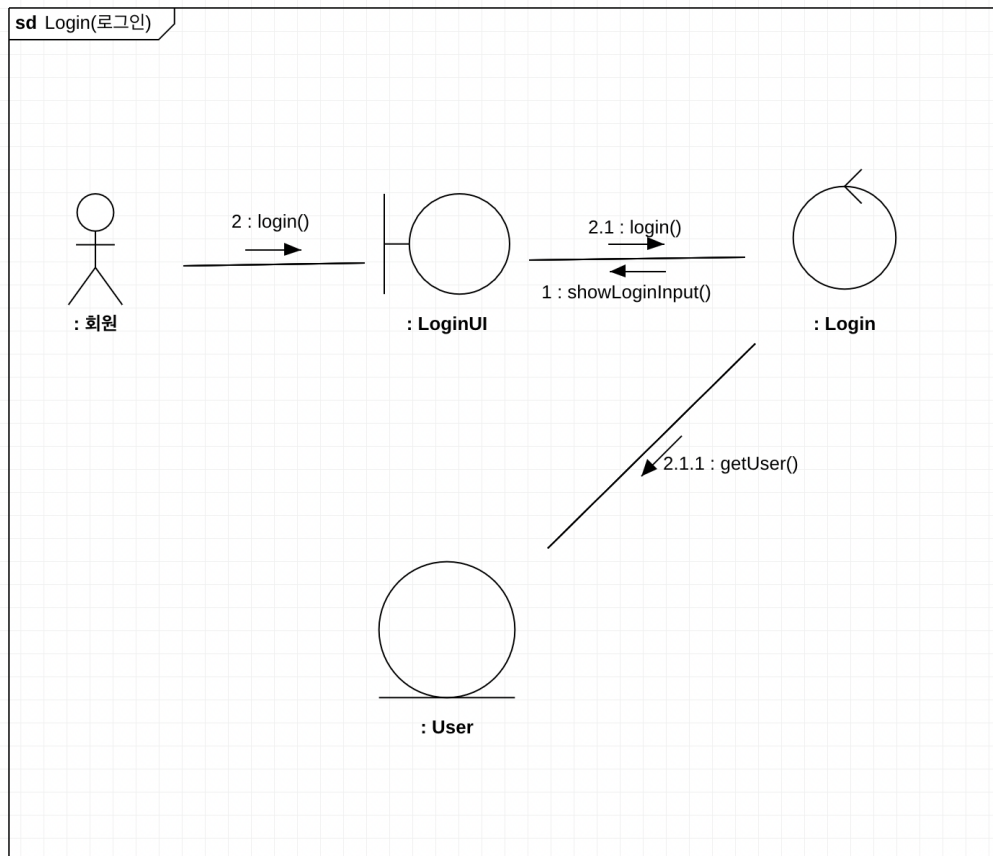 sd Login(로그인)
2 : login()
2.1 : login()
1 : showLoginInput()
: 회원
: LoginUI
: Login
2.1.1 : getUser()
: User